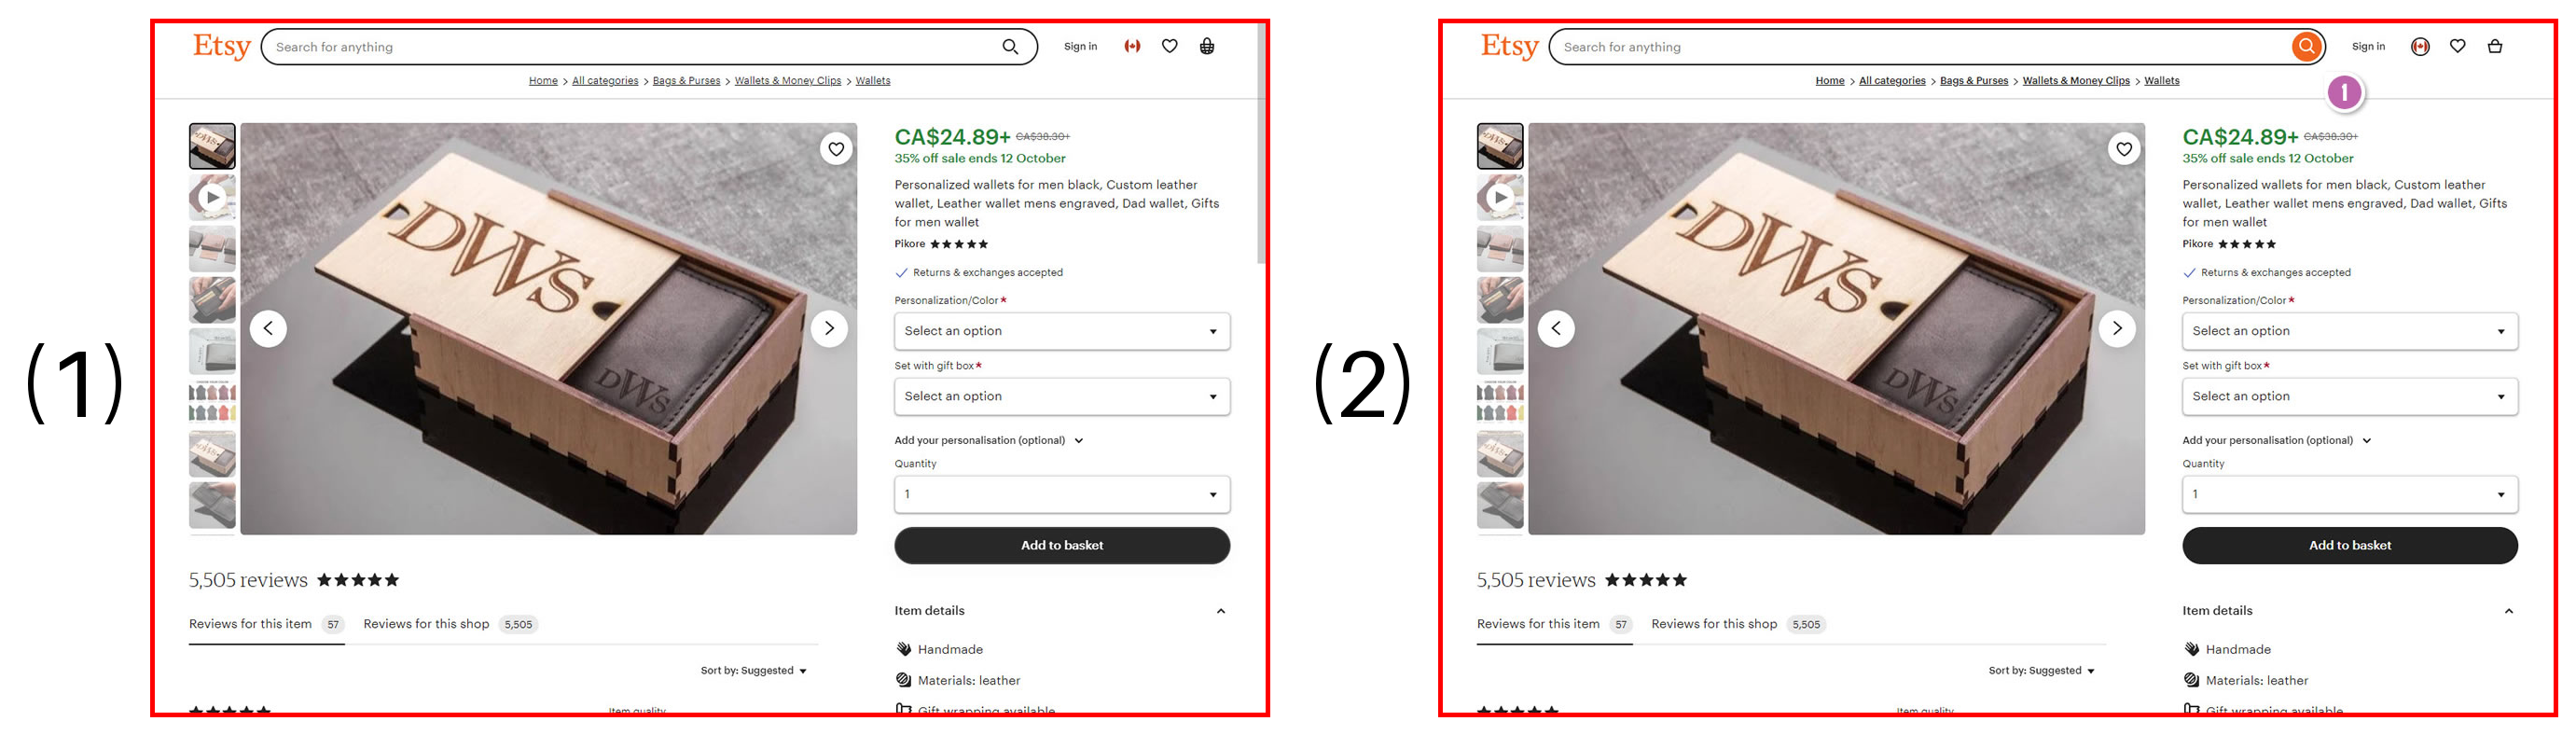 (1)
Etsy
Search for anything
Sign in
Home > All categories > Bags & Purses > Wallets & Money Clips > Wallets
DWS
DWS
CA$24.89+ CA$38.30+
35% off sale ends 12 October
Personalized wallets for men black, Custom leather
wallet, Leather wallet mens engraved, Dad wallet, Gifts
for men wallet
Pikore ★★★★★
✓ Returns & exchanges accepted
Personalization/Color *
Select an option
Set with gift box *
Select an option
Add your personalisation (optional)
Quantity
1
Add to basket
5,505 reviews ★★★★★
Reviews for this item 57 Reviews for this shop 5,505
Sort by: Suggested
Item quality
Item details
Handmade
Materials: leather
Gift wrapping available
(2)
Etsy
Search for anything
Sign in
Home > All categories > Bags & Purses > Wallets & Money Clips > Wallets
1
DWS
DWS
CA$24.89+ CA$38.30+
35% off sale ends 12 October
Personalized wallets for men black, Custom leather
wallet, Leather wallet mens engraved, Dad wallet, Gifts
for men wallet
Pikore ★★★★★
✓ Returns & exchanges accepted
Personalization/Color *
Select an option
Set with gift box *
Select an option
Add your personalisation (optional)
Quantity
1
Add to basket
5,505 reviews ★★★★★
Reviews for this item 57 Reviews for this shop 5,505
Sort by: Suggested
Item quality
Item details
Handmade
Materials: leather
Gift wrapping available